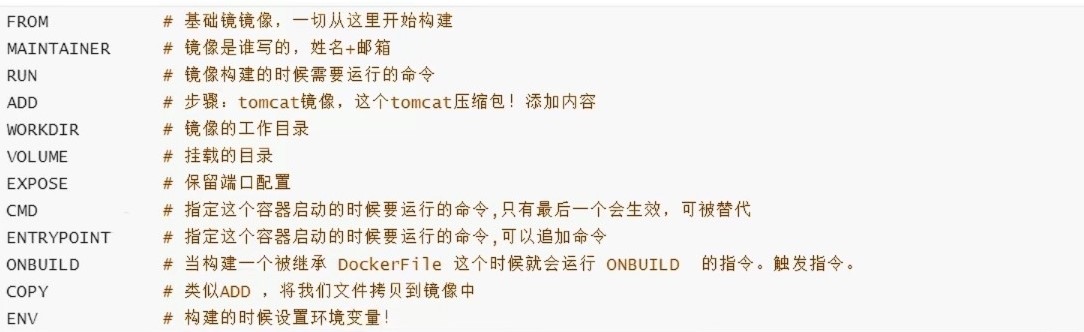 FROM # 基础镜镜像，一切从这里开始构建
MAINTAINER # 镜像是谁写的，姓名+邮箱
RUN # 镜像构建的时候需要运行的命令
ADD # 步骤：tomcat镜像，这个tomcat压缩包！添加内容
WORKDIR # 镜像的工作目录
VOLUME # 挂载的目录
EXPOSE # 保留端口配置
CMD # 指定这个容器启动的时候要运行的命令,只有最后一个会生效，可被替代
ENTRYPOINT # 指定这个容器启动的时候要运行的命令,可以追加命令
ONBUILD # 当构建一个被继承 DockerFile 这个时候就会运行 ONBUILD 的指令。触发指令。
COPY # 类似ADD ，将我们文件拷贝到镜像中
ENV # 构建的时候设置环境变量！